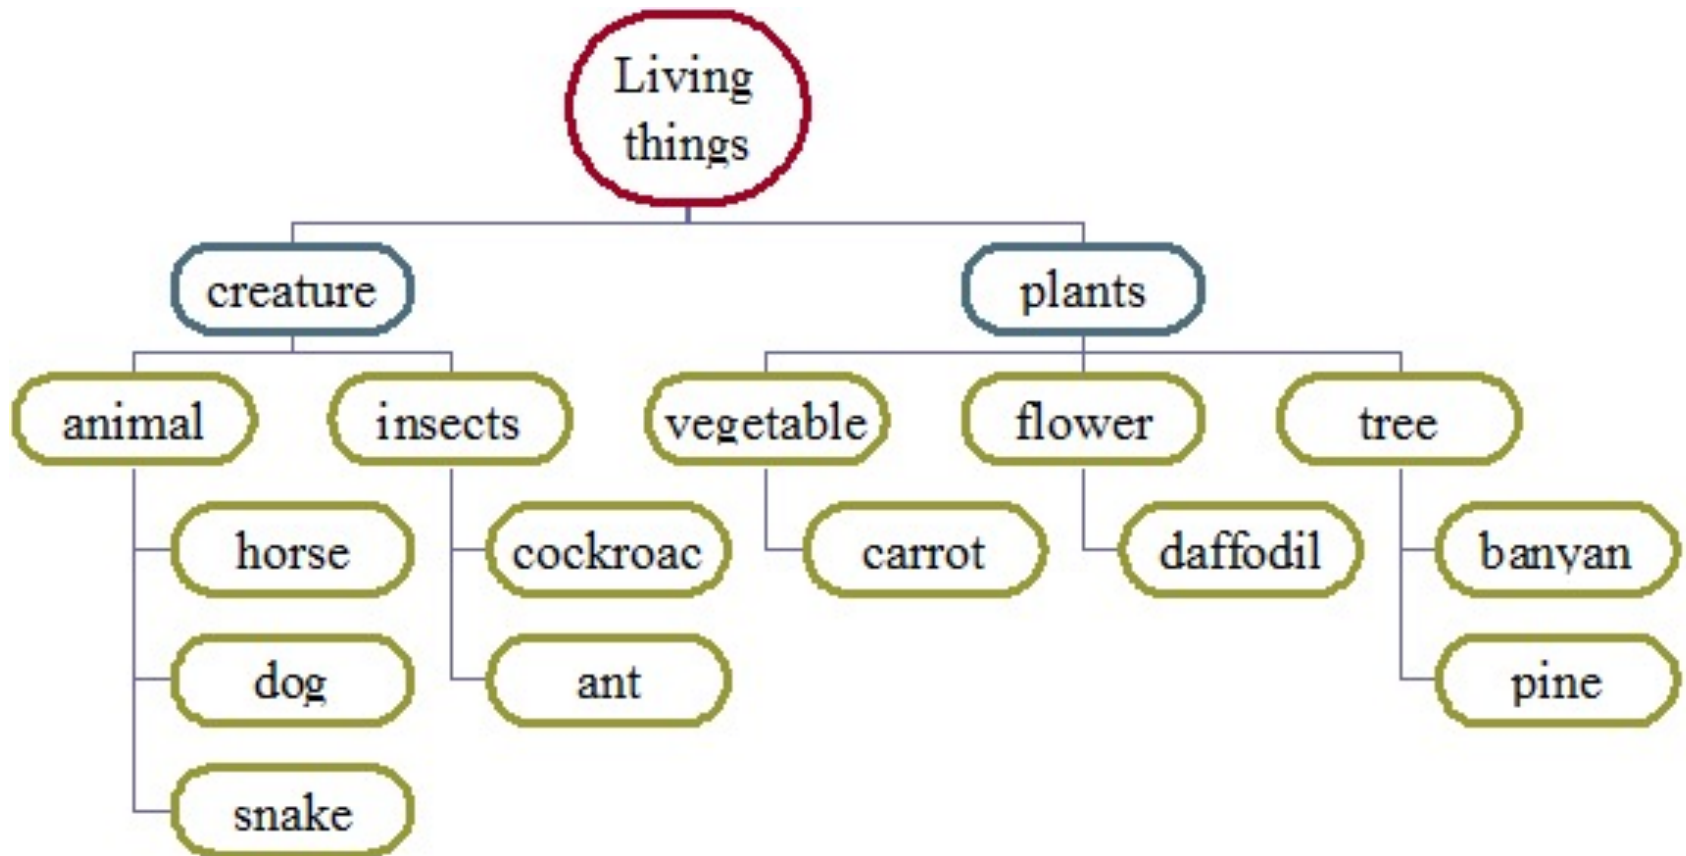 Living
things
creature
plants
animal
insects
vegetable
flower
tree
horse
cockroac
carrot
daffodil
banyan
dog
ant
pine
snake